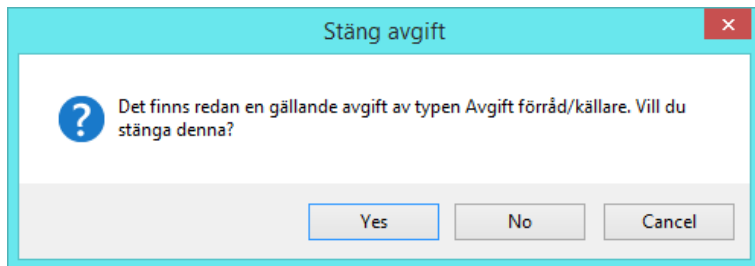 Stäng avgift
Det finns redan en gällande avgift av typen Avgift förråd/källare. Vill du
stänga denna?
Yes No Cancel